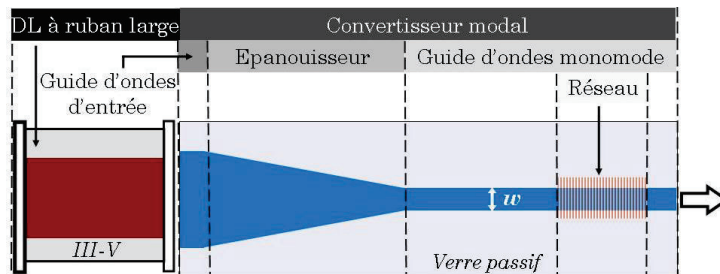 DL à ruban large
Convertisseur modal
Guide d'ondes d'entrée
Epanouisseur
Guide d'ondes monomode
Réseau
w
III-V
Verre passif